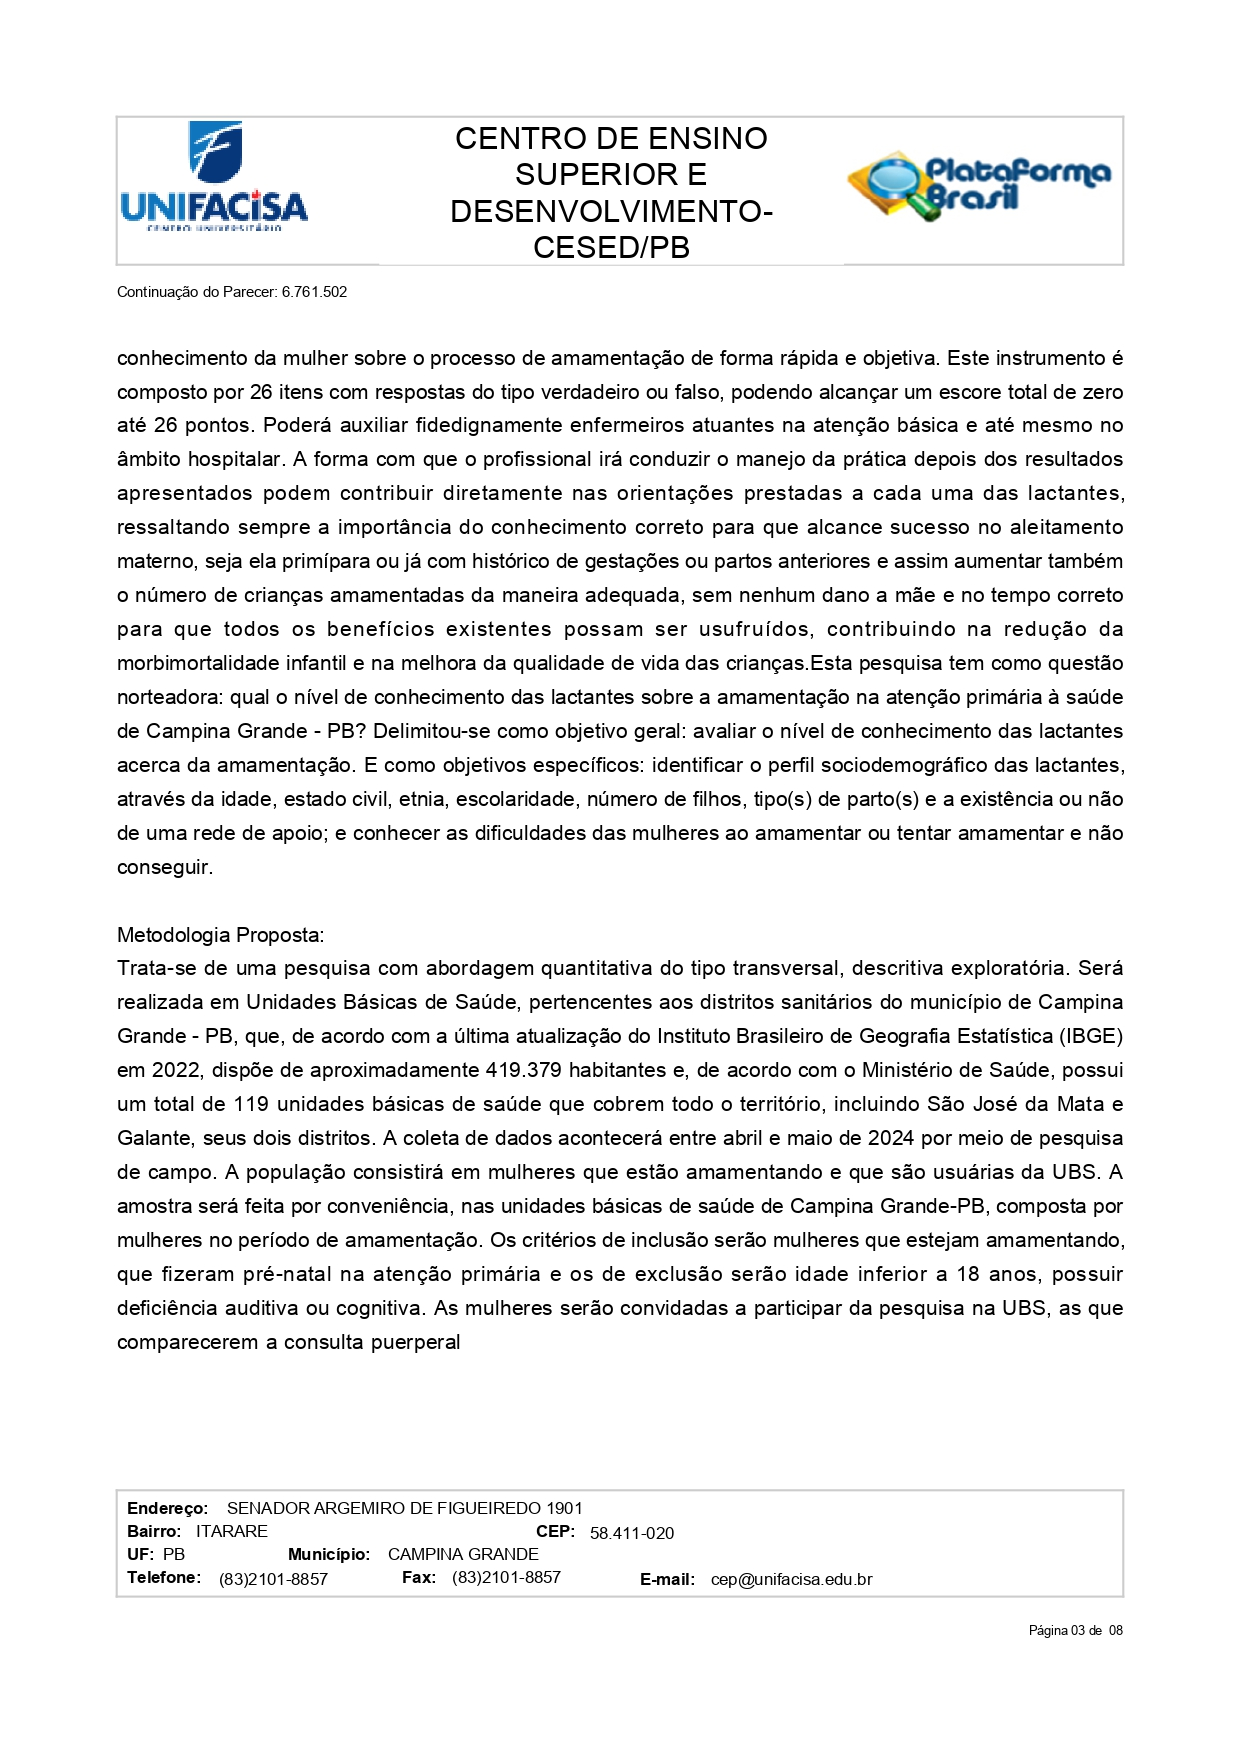 UNIFACISA
CENTRO UNIVERSITÁRIO
CENTRO DE ENSINO
SUPERIOR E
DESENVOLVIMENTO-
CESED/PB
Plataforma
Brasil
Continuação do Parecer: 6.761.502
conhecimento da mulher sobre o processo de amamentação de forma rápida e objetiva. Este instrumento é
composto por 26 itens com respostas do tipo verdadeiro ou falso, podendo alcançar um escore total de zero
até 26 pontos. Poderá auxiliar fidedignamente enfermeiros atuantes na atenção básica e até mesmo no
âmbito hospitalar. A forma com que o profissional irá conduzir o manejo da prática depois dos resultados
apresentados podem contribuir diretamente nas orientações prestadas a cada uma das lactantes,
ressaltando sempre a importância do conhecimento correto para que alcance sucesso no aleitamento
materno, seja ela primípara ou já com histórico de gestações ou partos anteriores e assim aumentar também
o número de crianças amamentadas da maneira adequada, sem nenhum dano a mãe e no tempo correto
para que todos os benefícios existentes possam ser usufruídos, contribuindo na redução da
morbimortalidade infantil e na melhora da qualidade de vida das crianças.Esta pesquisa tem como questão
norteadora: qual o nível de conhecimento das lactantes sobre a amamentação na atenção primária à saúde
de Campina Grande - PB? Delimitou-se como objetivo geral: avaliar o nível de conhecimento das lactantes
acerca da amamentação. E como objetivos específicos: identificar o perfil sociodemográfico das lactantes,
através da idade, estado civil, etnia, escolaridade, número de filhos, tipo(s) de parto(s) e a existência ou não
de uma rede de apoio; e conhecer as dificuldades das mulheres ao amamentar ou tentar amamentar e não
conseguir.
Metodologia Proposta:
Trata-se de uma pesquisa com abordagem quantitativa do tipo transversal, descritiva exploratória. Será
realizada em Unidades Básicas de Saúde, pertencentes aos distritos sanitários do município de Campina
Grande - PB, que, de acordo com a última atualização do Instituto Brasileiro de Geografia Estatística (IBGE)
em 2022, dispõe de aproximadamente 419.379 habitantes e, de acordo com o Ministério de Saúde, possui
um total de 119 unidades básicas de saúde que cobrem todo o território, incluindo São José da Mata e
Galante, seus dois distritos. A coleta de dados acontecerá entre abril e maio de 2024 por meio de pesquisa
de campo. A população consistirá em mulheres que estão amamentando e que são usuárias da UBS. A
amostra será feita por conveniência, nas unidades básicas de saúde de Campina Grande-PB, composta por
mulheres no período de amamentação. Os critérios de inclusão serão mulheres que estejam amamentando,
que fizeram pré-natal na atenção primária e os de exclusão serão idade inferior a 18 anos, possuir
deficiência auditiva ou cognitiva. As mulheres serão convidadas a participar da pesquisa na UBS, as que
comparecerem a consulta puerperal
Endereço: SENADOR ARGEMIRO DE FIGUEIREDO 1901
Bairro: ITARARE CEP: 58.411-020
UF: PB Município: CAMPINA GRANDE
Telefone: (83)2101-8857 Fax: (83)2101-8857 E-mail: cep@unifacisa.edu.br
Página 03 de 08